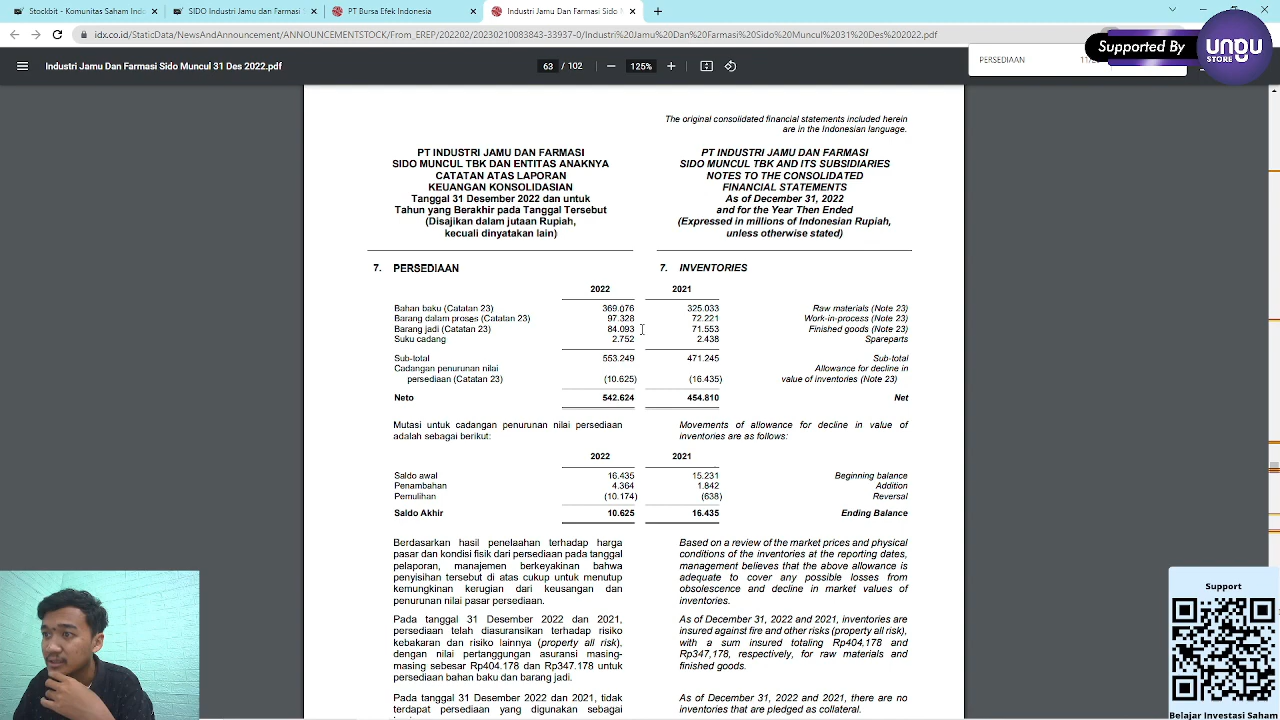 Stockbit - Komunitas Saham Ind
SIDO Industri Jamu dan Farmasi
PT Bursa Efek Indonesia
Industri Jamu Dan Farmasi Sido M
idx.co.id/StaticData/NewsAndAnnouncement/ANNOUNCEMENTSTOCK/From_EREP/202302/20230210083843-33937-0/Industri%20Jamu%20Dan%20Farmasi%20Sido%20Muncul%2031%20Des%202022.pdf
Supported By
UNDU
STORE
Industri Jamu Dan Farmasi Sido Muncul 31 Des 2022.pdf
63 / 102
125%
PERSEDIAAN
11/2
The original consolidated financial statements included herein
are in the Indonesian language.
PT INDUSTRI JAMU DAN FARMASI
SIDO MUNCUL TBK DAN ENTITAS ANAKNYA
CATATAN ATAS LAPORAN
KEUANGAN KONSOLIDASIAN
Tanggal 31 Desember 2022 dan untuk
Tahun yang Berakhir pada Tanggal Tersebut
(Disajikan dalam jutaan Rupiah,
kecuali dinyatakan lain)
PT INDUSTRI JAMU DAN FARMASI
SIDO MUNCUL TBK AND ITS SUBSIDIARIES
NOTES TO THE CONSOLIDATED
FINANCIAL STATEMENTS
As of December 31, 2022
and for the Year Then Ended
(Expressed in millions of Indonesian Rupiah,
unless otherwise stated)
7. PERSEDIAAN 7. INVENTORIES
2022 2021
Bahan baku (Catatan 23) 369.076 325.033 Raw materials (Note 23)
Barang dalam proses (Catatan 23) 97.328 72.221 Work-in-process (Note 23)
Barang jadi (Catatan 23) 84.093 71.553 Finished goods (Note 23)
Suku cadang 2.752 2.438 Spareparts
Sub-total 553.249 471.245 Sub-total
Cadangan penurunan nilai Allowance for decline in
persediaan (Catatan 23) (10.625) (16.435) value of inventories (Note 23)
Neto 542.624 454.810 Net
Mutasi untuk cadangan penurunan nilai persediaan
adalah sebagai berikut:
Movements of allowance for decline in value of
inventories are as follows:
2022 2021
Saldo awal 16.435 15.231 Beginning balance
Penambahan 4.364 1.842 Addition
Pemulihan (10.174) (638) Reversal
Saldo Akhir 10.625 16.435 Ending Balance
Berdasarkan hasil penelaahan terhadap harga
pasar dan kondisi fisik dari persediaan pada tanggal
pelaporan, manajemen berkeyakinan bahwa
penyisihan tersebut di atas cukup untuk menutup
kemungkinan kerugian dari keusangan dan
penurunan nilai pasar persediaan.
Based on a review of the market prices and physical
conditions of the inventories at the reporting dates,
management believes that the above allowance is
adequate to cover any possible losses from
obsolescence and decline in market values of
inventories.
Pada tanggal 31 Desember 2022 dan 2021,
persediaan telah diasuransikan terhadap risiko
kebakaran dan risiko lainnya (property all risk),
dengan nilai pertanggungan asuransi masing-
masing sebesar Rp404.178 dan Rp347.178 untuk
persediaan bahan baku dan barang jadi.
As of December 31, 2022 and 2021, inventories are
insured against fire and other risks (property all risk),
with a sum insured totaling Rp404,178 and
Rp347,178, respectively, for raw materials and
finished goods.
Pada tanggal 31 Desember 2022 dan 2021, tidak
terdapat persediaan yang digunakan sebagai
As of December 31, 2022 and 2021, there are no
inventories that are pledged as collateral.
Support
Belajar Investasi Saham